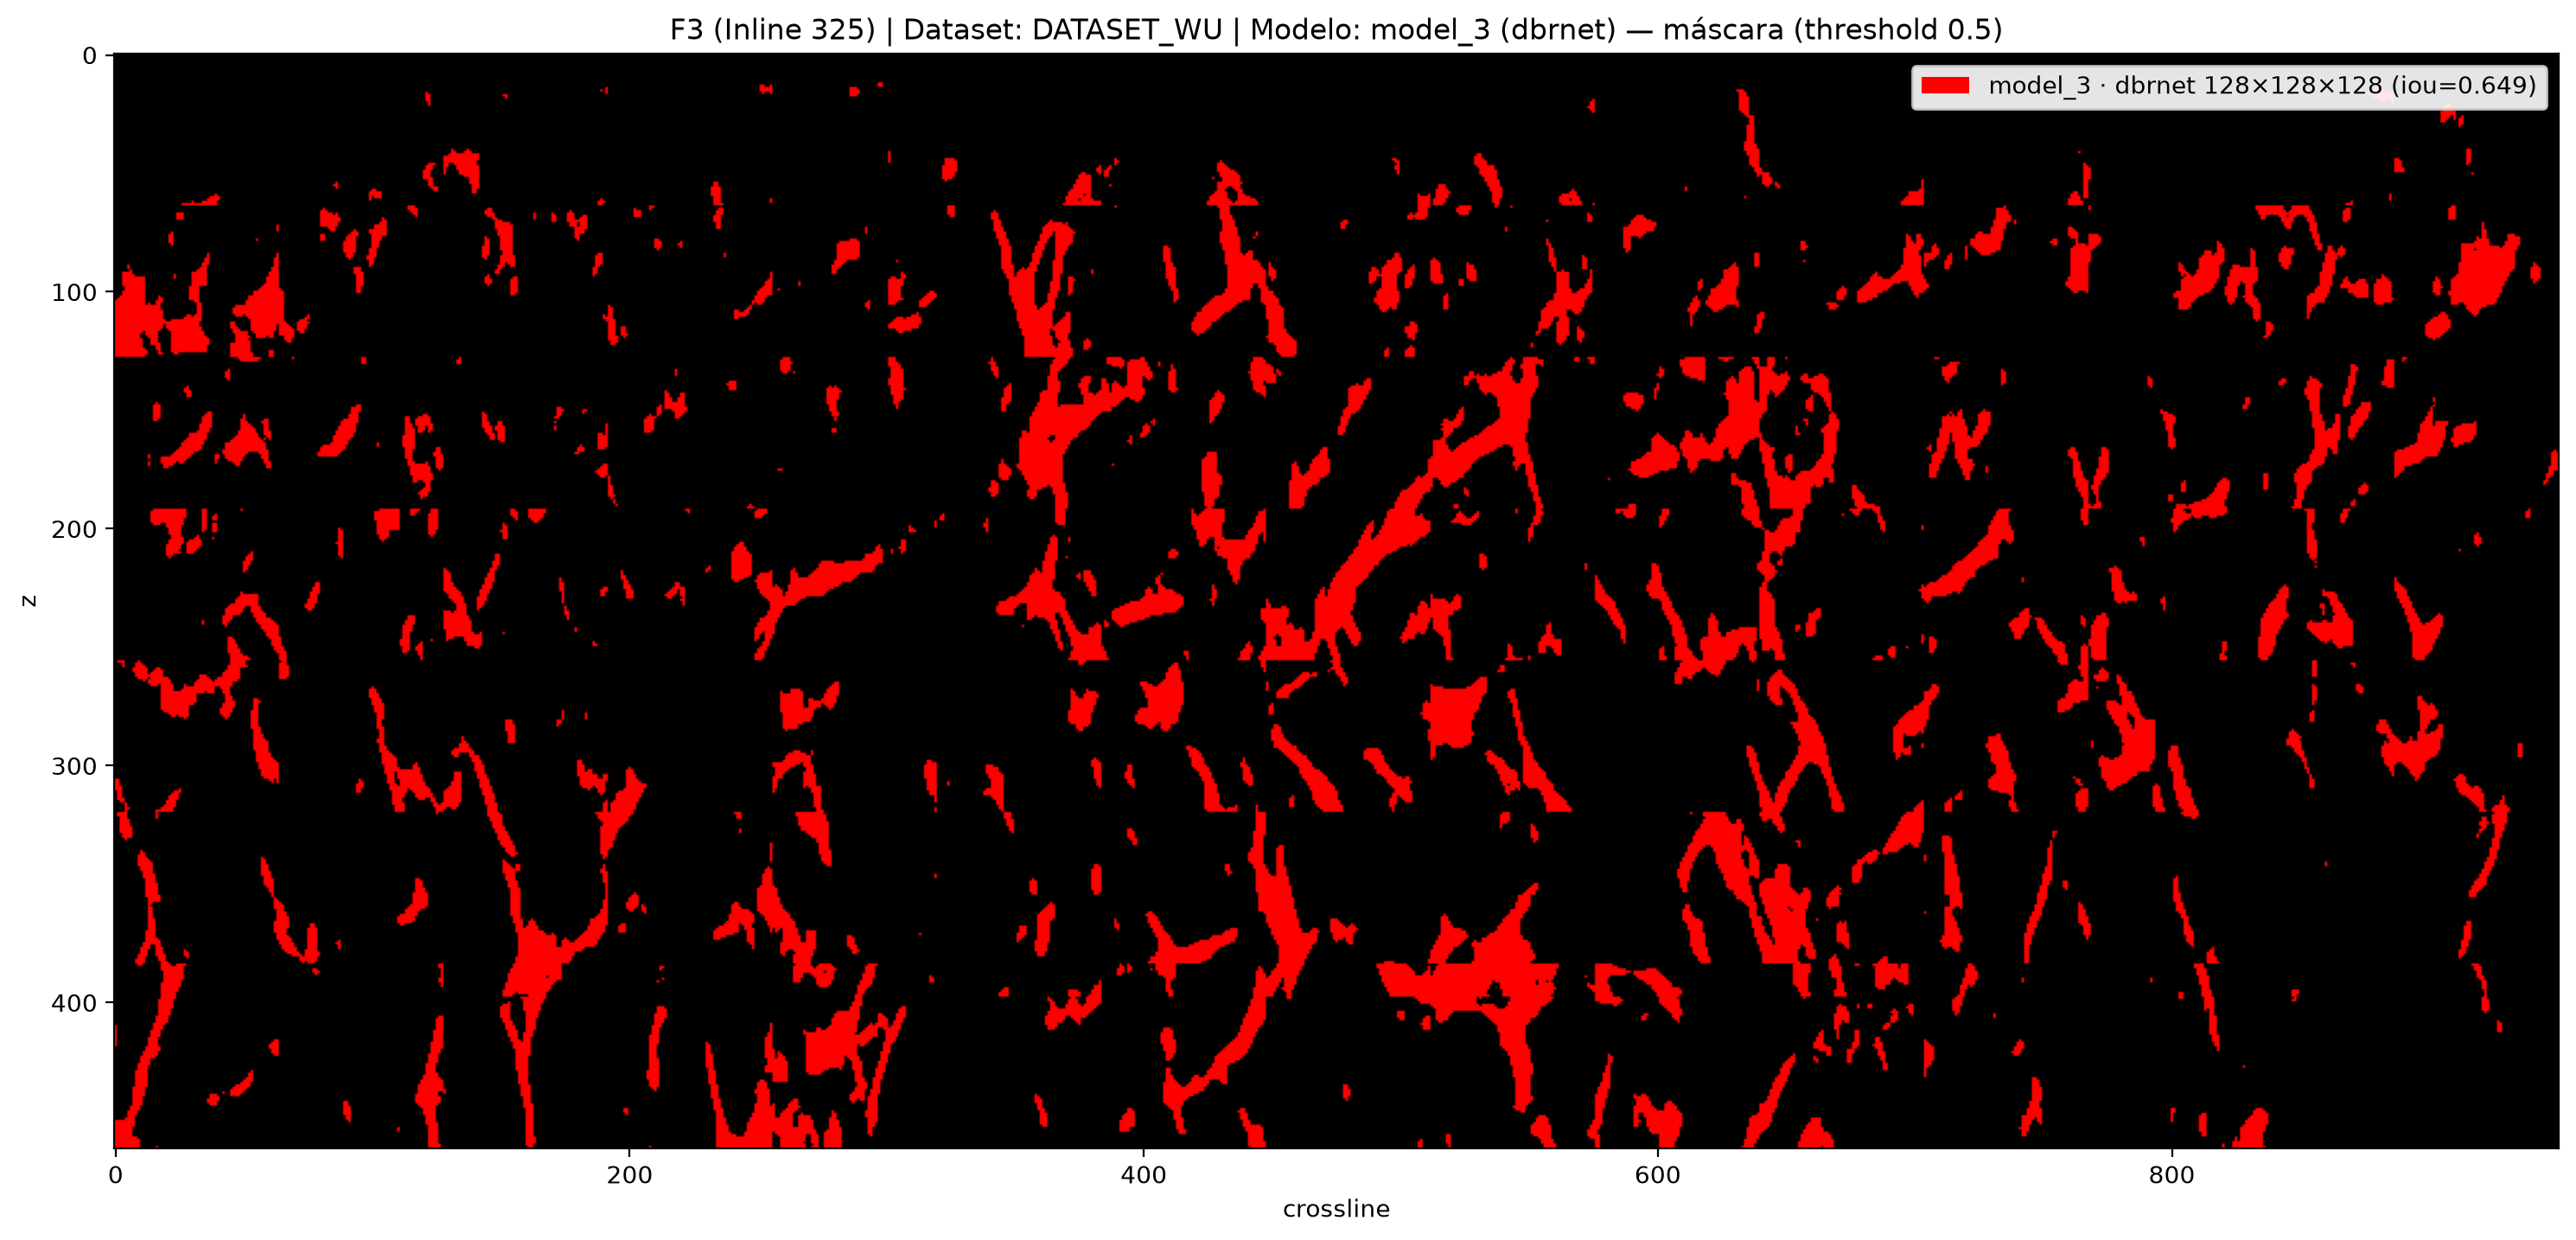 F3 (Inline 325) | Dataset: DATASET_WU | Modelo: model_3 (dbrnet) — máscara (threshold 0.5)
model_3 · dbrnet 128×128×128 (iou=0.649)
0
100
200
300
400
z
0 200 400 600 800
crossline